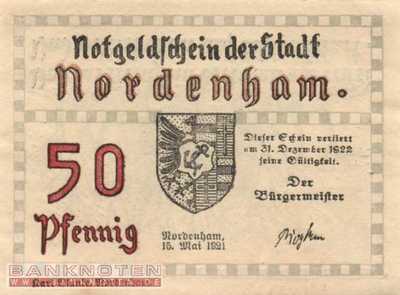 Notgeldschein der Stadt
Nordenham.
50
Pfennig
Dieser Schein verliert
am 31. Dezember 1922
seine Gültigkeit.
Der
Bürgermeister
Nordenham,
15. Mai 1921
BANKNOTEN